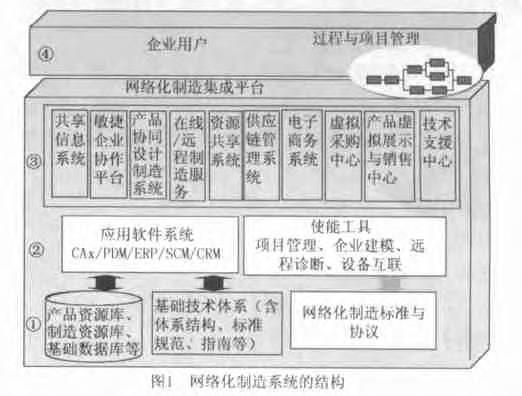 ④
企业用户
过程与项目管理
网络化制造集成平台
③
共享
信息
系统
敏捷
企业
协作
平台
产品
协同
设计
制造
系统
在线
/远
程制
造服
务
资源
共享
系统
供应
链管
理系
统
电子
商务
系统
虚拟
采购
中心
产品虚
拟展示
与销售
中心
技术
支援
中心
②
应用软件系统
CAx/PDM/ERP/SCM/CRM
使能工具
项目管理、企业建模、远
程诊断、设备互联
①
产品资源库、
制造资源库、
基础数据库等
基础技术体系（含
体系结构、标准
规范、指南等）
网络化制造标准与
协议
图1 网络化制造系统的结构